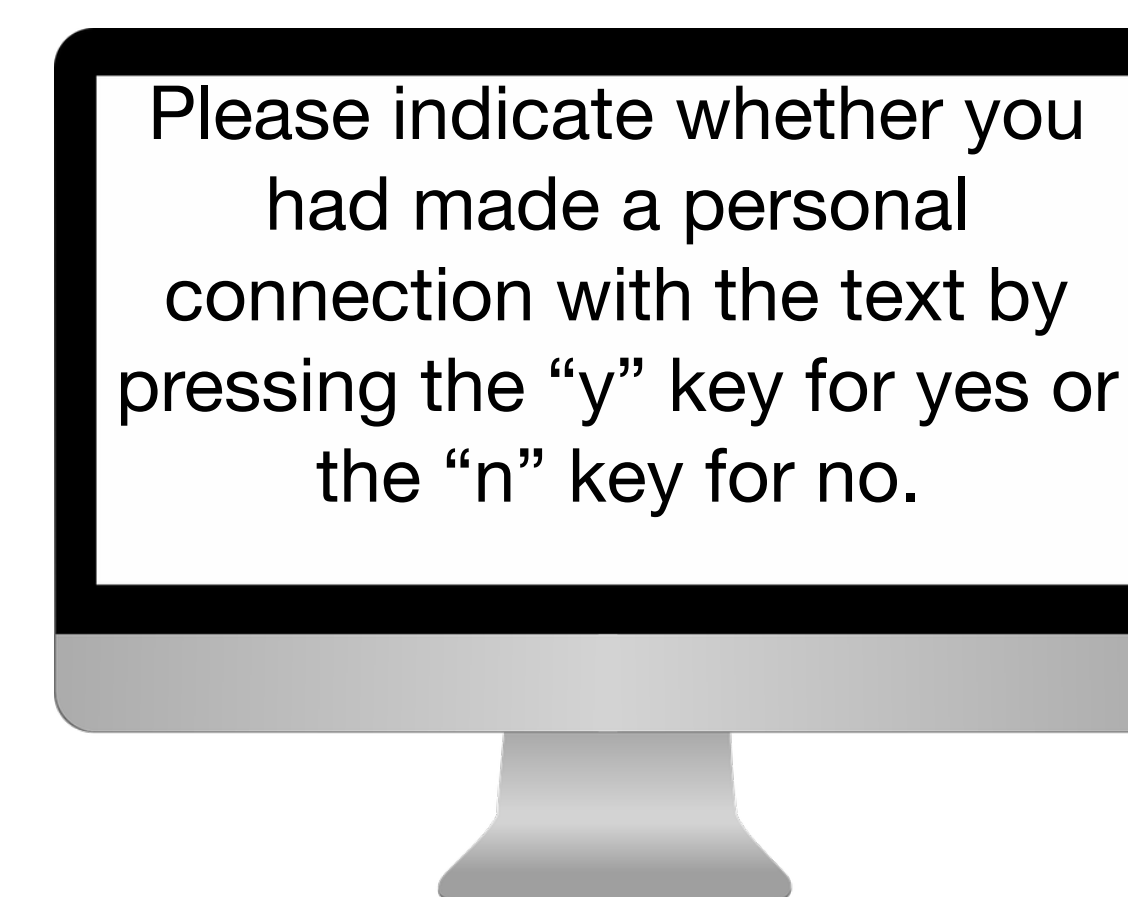 Please indicate whether you
had made a personal
connection with the text by
pressing the “y” key for yes or
the “n” key for no.